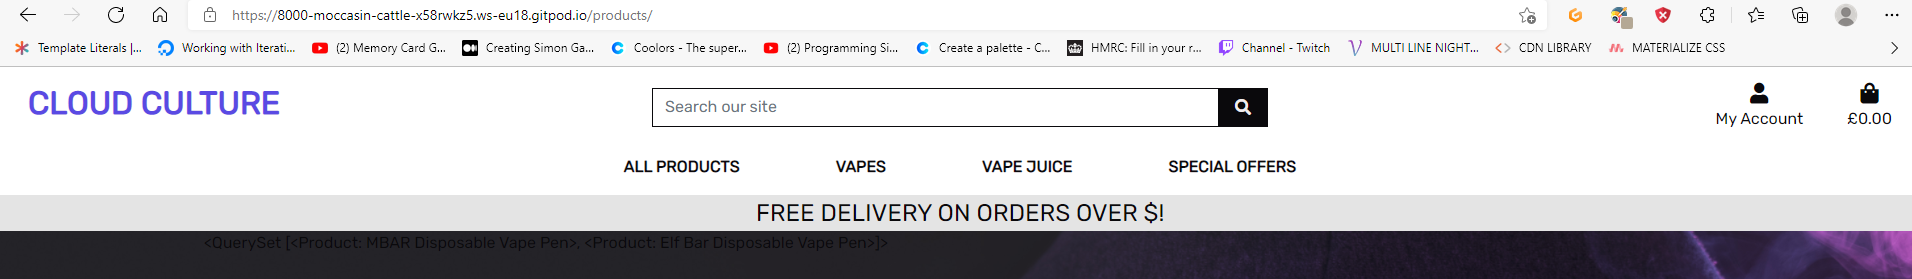 https://8000-moccasin-cattle-x58rwkz5.ws-eu18.gitpod.io/products/
Template Literals |... Working with Iterati... (2) Memory Card G... Creating Simon Ga... Coolors - The super... (2) Programming Si... Create a palette - C... HMRC: Fill in your r... Channel - Twitch MULTI LINE NIGHT... CDN LIBRARY MATERIALIZE CSS
CLOUD CULTURE
Search our site
My Account £0.00
ALL PRODUCTS VAPES VAPE JUICE SPECIAL OFFERS
FREE DELIVERY ON ORDERS OVER $!
<QuerySet [<Product: MBAR Disposable Vape Pen>, <Product: Elf Bar Disposable Vape Pen>]>